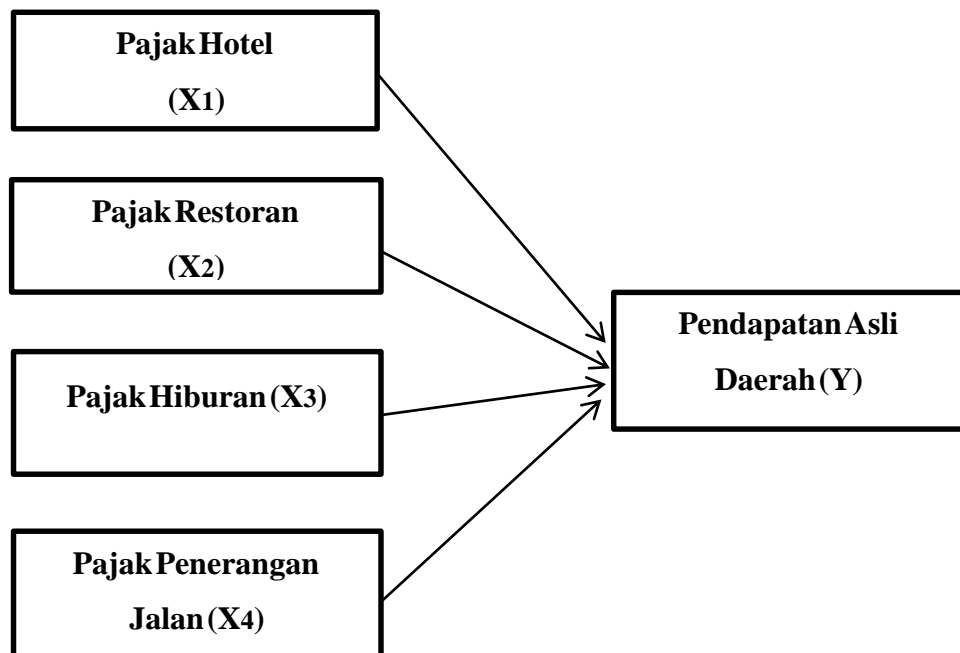 Pajak Hotel
(X1)
Pajak Restoran
(X2)
Pajak Hiburan (X3)
Pajak Penerangan
Jalan (X4)
Pendapatan Asli
Daerah (Y)